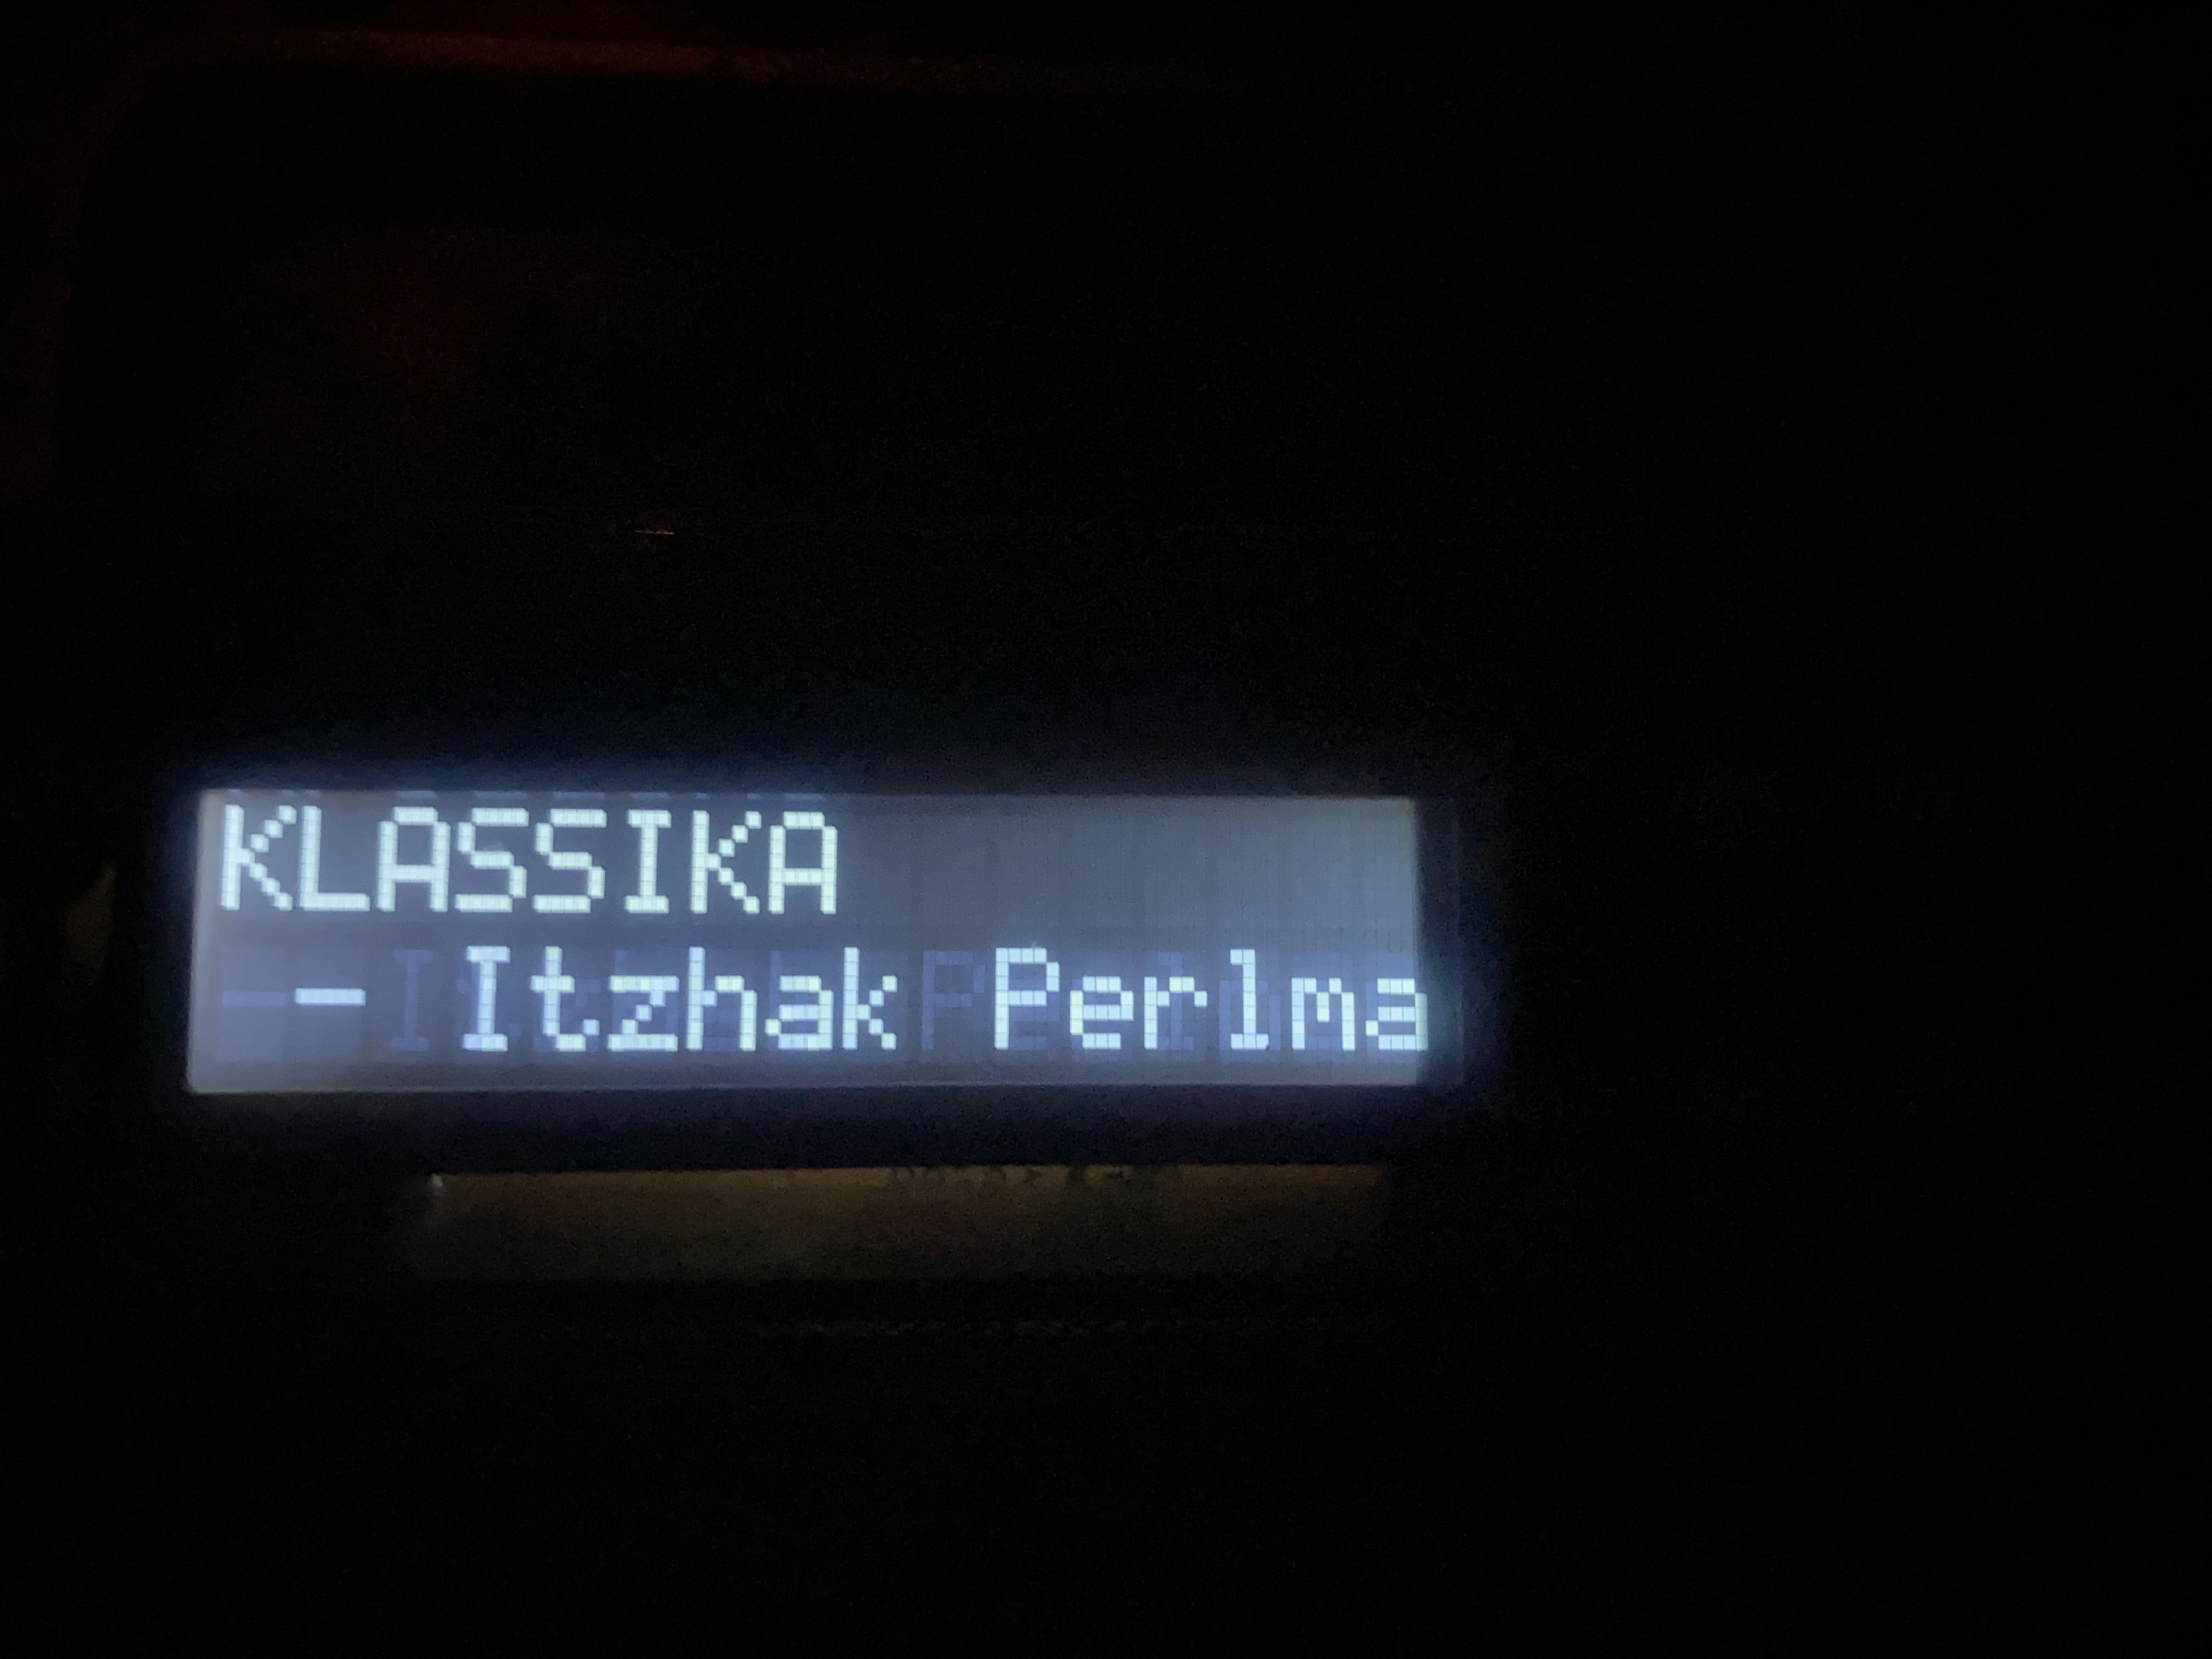 KLASSIKA
- Itzhak Perlma